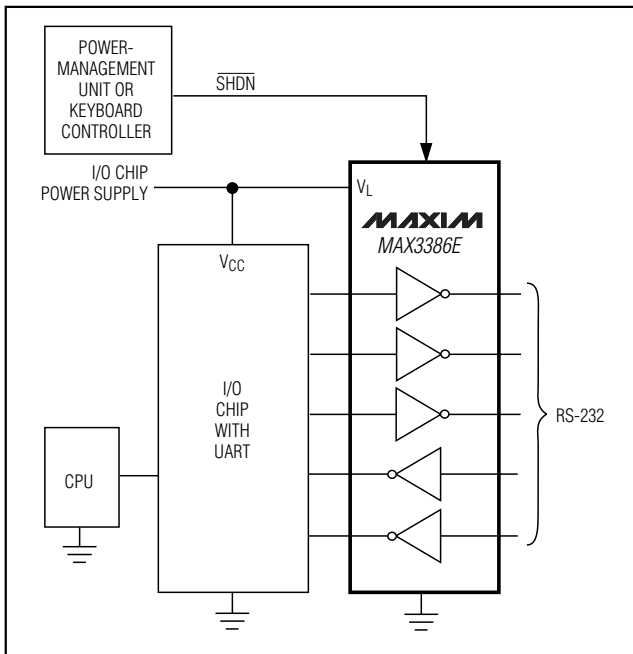 POWER-
MANAGEMENT
UNIT OR
KEYBOARD
CONTROLLER
SHDN
I/O CHIP
POWER SUPPLY
VL
MAXIM
MAX3386E
VCC
I/O
CHIP
WITH
UART
RS-232
CPU